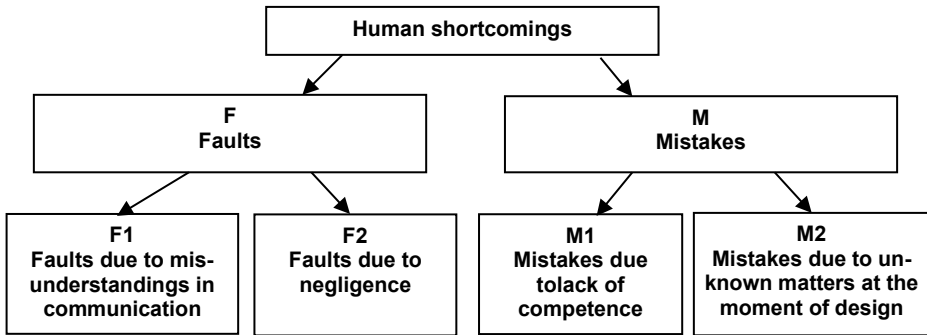 Human shortcomings
F
Faults
M
Mistakes
F1
Faults due to mis-
understandings in
communication
F2
Faults due to
negligence
M1
Mistakes due
tolack of
competence
M2
Mistakes due to un-
known matters at the
moment of design